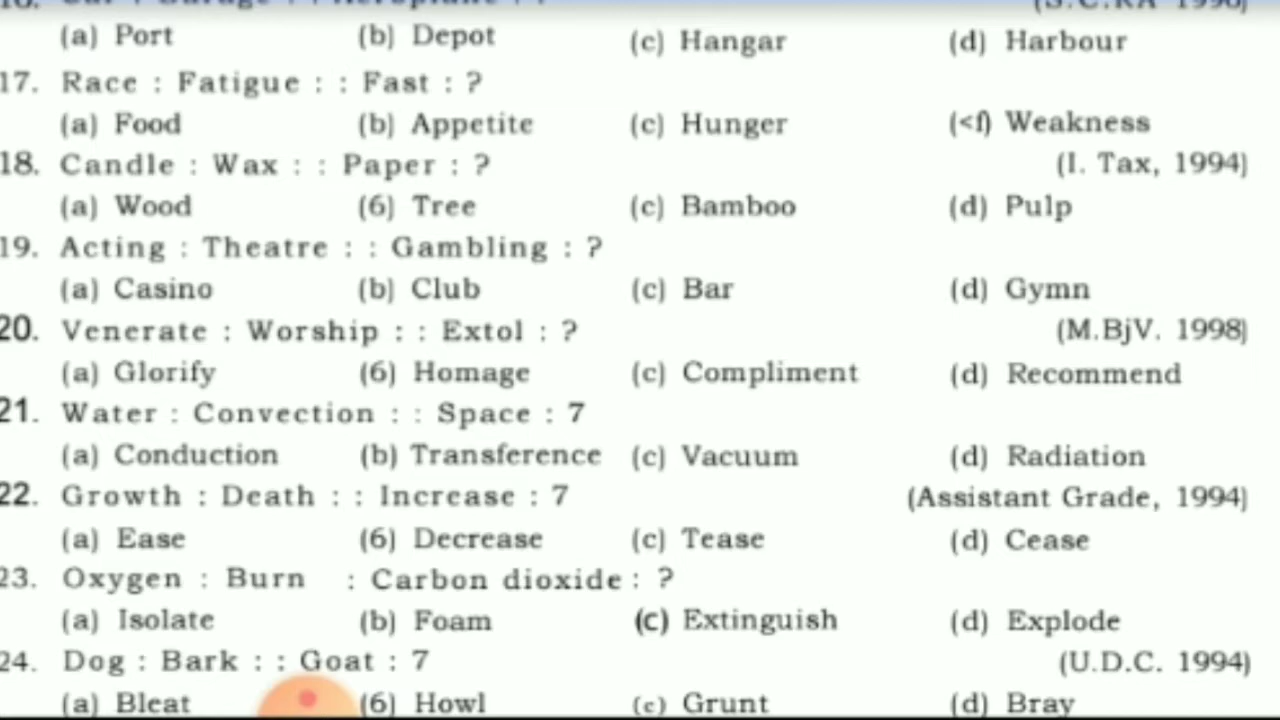 (a) Port (b) Depot (c) Hangar (d) Harbour
17. Race : Fatigue : : Fast : ?
(a) Food (b) Appetite (c) Hunger (<f) Weakness
18. Candle : Wax : : Paper : ? (I. Tax, 1994)
(a) Wood (6) Tree (c) Bamboo (d) Pulp
19. Acting : Theatre : : Gambling : ?
(a) Casino (b) Club (c) Bar (d) Gymn
20. Venerate : Worship : : Extol : ? (M.BjV. 1998)
(a) Glorify (6) Homage (c) Compliment (d) Recommend
21. Water : Convection : : Space : 7
(a) Conduction (b) Transference (c) Vacuum (d) Radiation
22. Growth : Death : : Increase : 7 (Assistant Grade, 1994)
(a) Ease (6) Decrease (c) Tease (d) Cease
23. Oxygen : Burn : Carbon dioxide : ?
(a) Isolate (b) Foam (c) Extinguish (d) Explode
24. Dog : Bark : : Goat : 7 (U.D.C. 1994)
(a) Bleat (6) Howl (c) Grunt (d) Bray